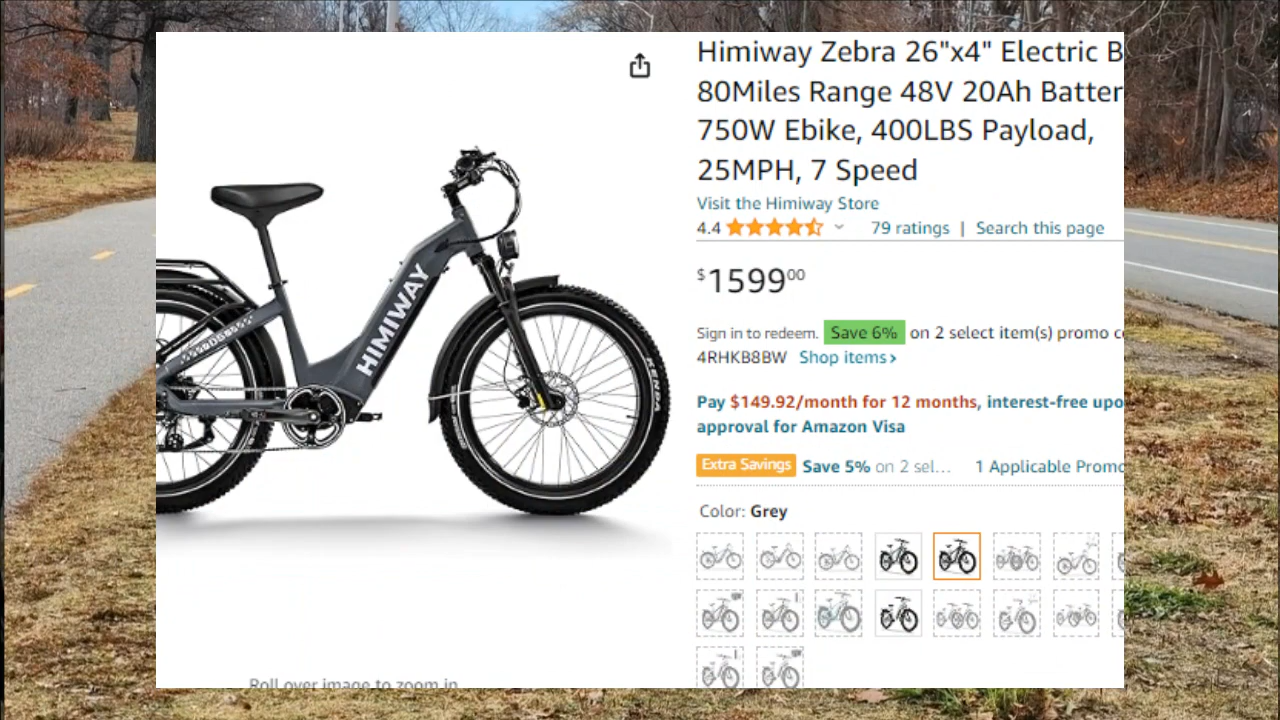 Himiway Zebra 26"x4" Electric B
80Miles Range 48V 20Ah Batter
750W Ebike, 400LBS Payload,
25MPH, 7 Speed
Visit the Himiway Store
4.4 79 ratings | Search this page
$159900
Sign in to redeem. Save 6% on 2 select item(s) promo c
4RHKB8BW Shop items ›
Pay $149.92/month for 12 months, interest-free upo
approval for Amazon Visa
Extra Savings Save 5% on 2 sel... 1 Applicable Promo
Color: Grey
HIMIWAY
KENDA
Roll over image to zoom in